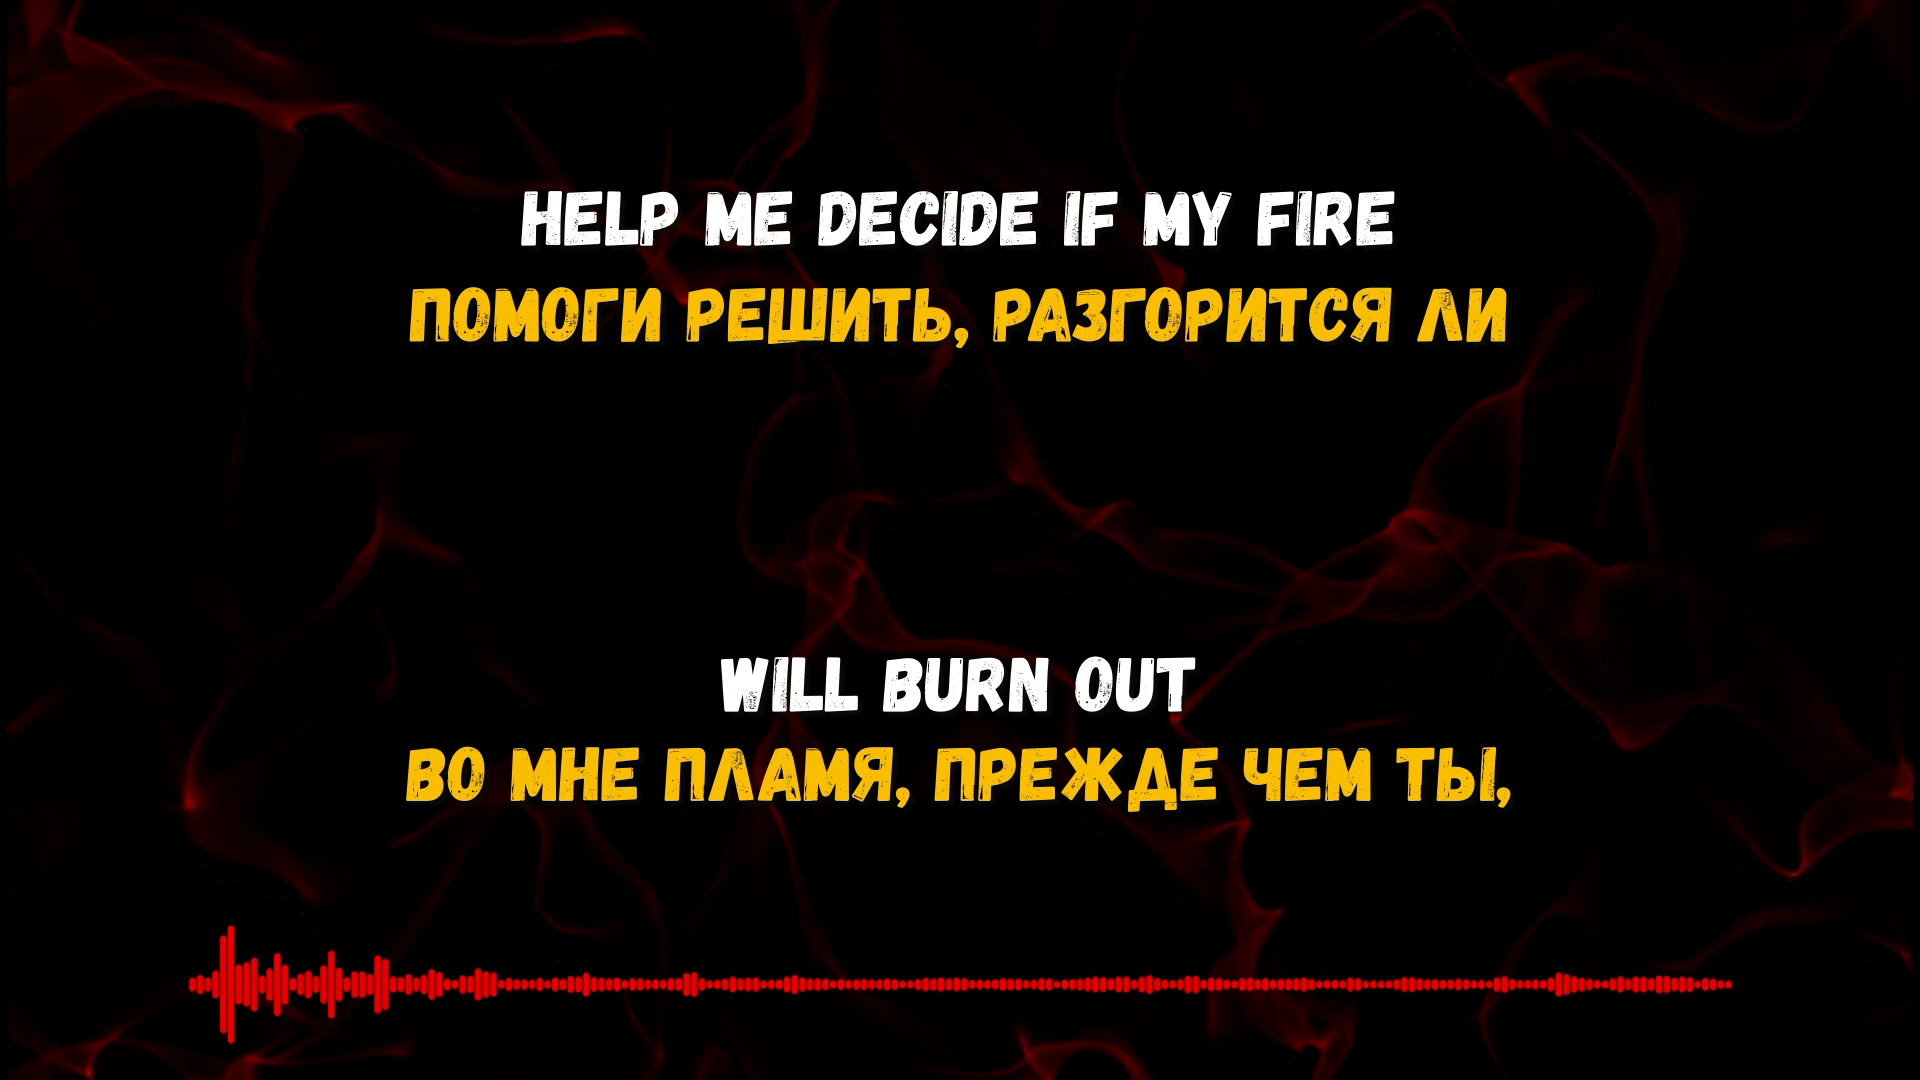 HELP ME DECIDE IF MY FIRE
ПОМОГИ РЕШИТЬ, РАЗГОРИТСЯ ЛИ
WILL BURN OUT
ВО МНЕ ПЛАМЯ, ПРЕЖДЕ ЧЕМ ТЫ,